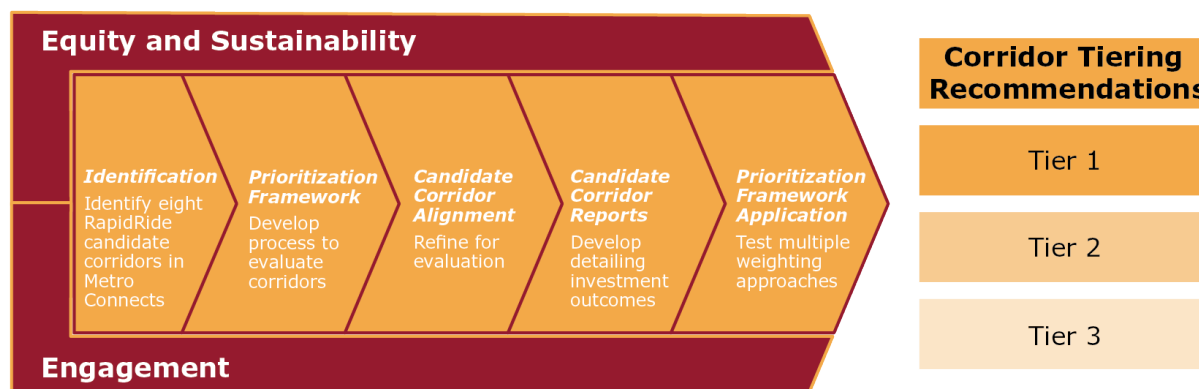 Equity and Sustainability
Identification
Identify eight
RapidRide
candidate
corridors in
Metro
Connects
Prioritization
Framework
Develop
process to
evaluate
corridors
Candidate
Corridor
Alignment
Refine for
evaluation
Candidate
Corridor
Reports
Develop
detailing
investment
outcomes
Prioritization
Framework
Application
Test multiple
weighting
approaches
Engagement
Corridor Tiering
Recommendations
Tier 1
Tier 2
Tier 3